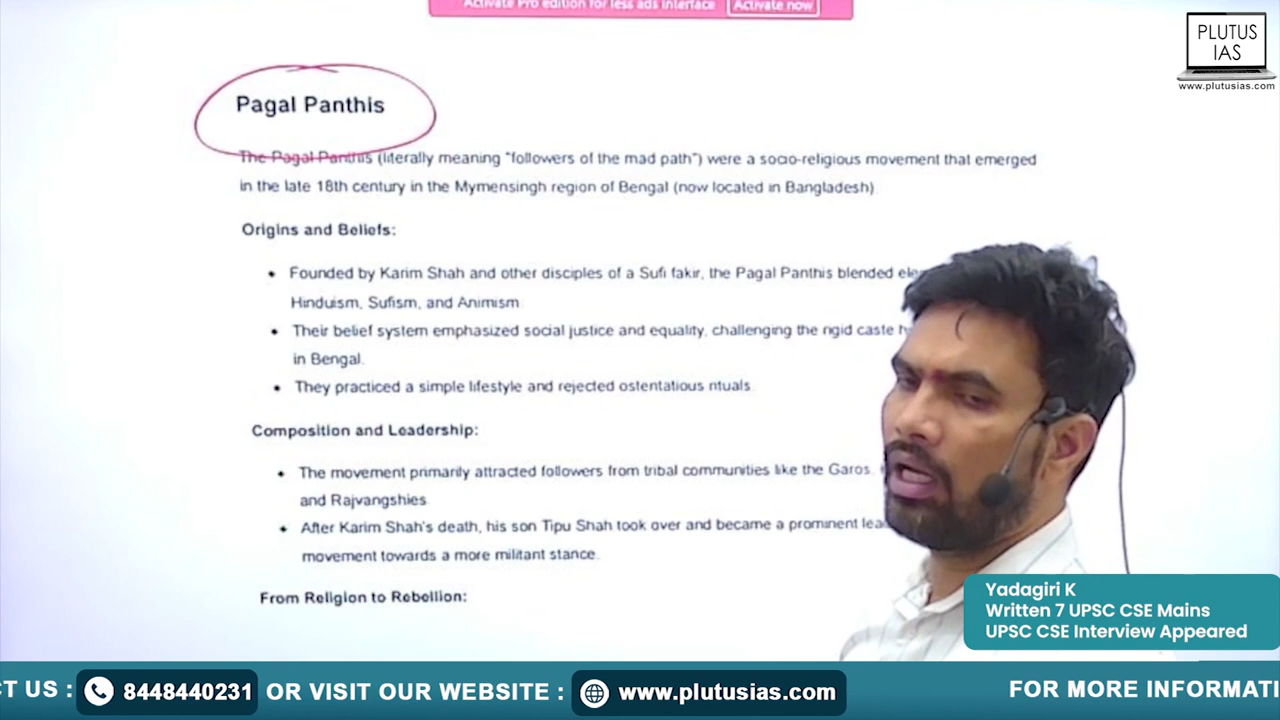 Activate Pro edition for less ads interface Activate now
PLUTUS
IAS
www.plutusias.com
Pagal Panthis
The Pagal Panthis (literally meaning "followers of the mad path") were a socio-religious movement that emerged
in the late 18th century in the Mymensingh region of Bengal (now located in Bangladesh)
Origins and Beliefs:
• Founded by Karim Shah and other disciples of a Sufi fakir, the Pagal Panthis blended
Hinduism, Sufism, and Animism
• Their belief system emphasized social justice and equality, challenging the rigid caste
in Bengal.
• They practiced a simple lifestyle and rejected ostentatious rituals.
Composition and Leadership:
• The movement primarily attracted followers from tribal communities like the Garos,
and Rajvangshies.
• After Karim Shah's death, his son Tipu Shah took over and became a prominent
movement towards a more militant stance.
From Religion to Rebellion:
Yadagiri K
Written 7 UPSC CSE Mains
UPSC CSE Interview Appeared
CT US : 8448440231 OR VISIT OUR WEBSITE : www.plutusias.com FOR MORE INFORMATI